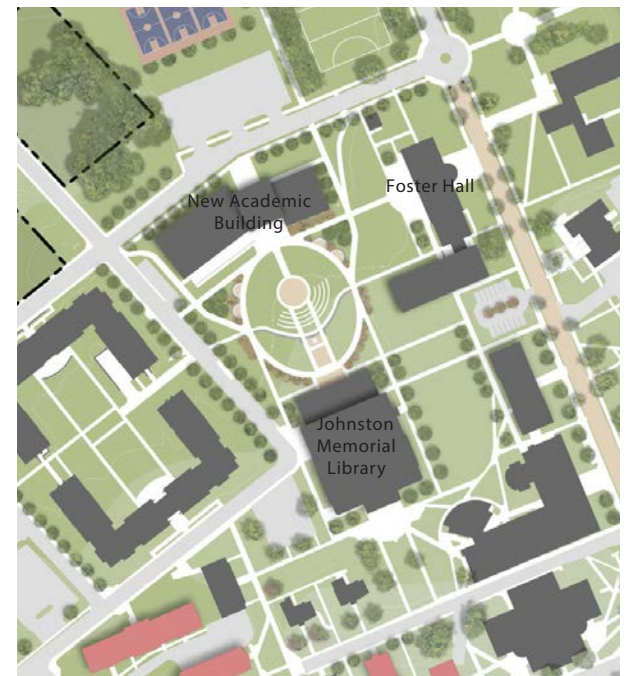 New Academic
Building
Foster Hall
Johnston
Memorial
Library